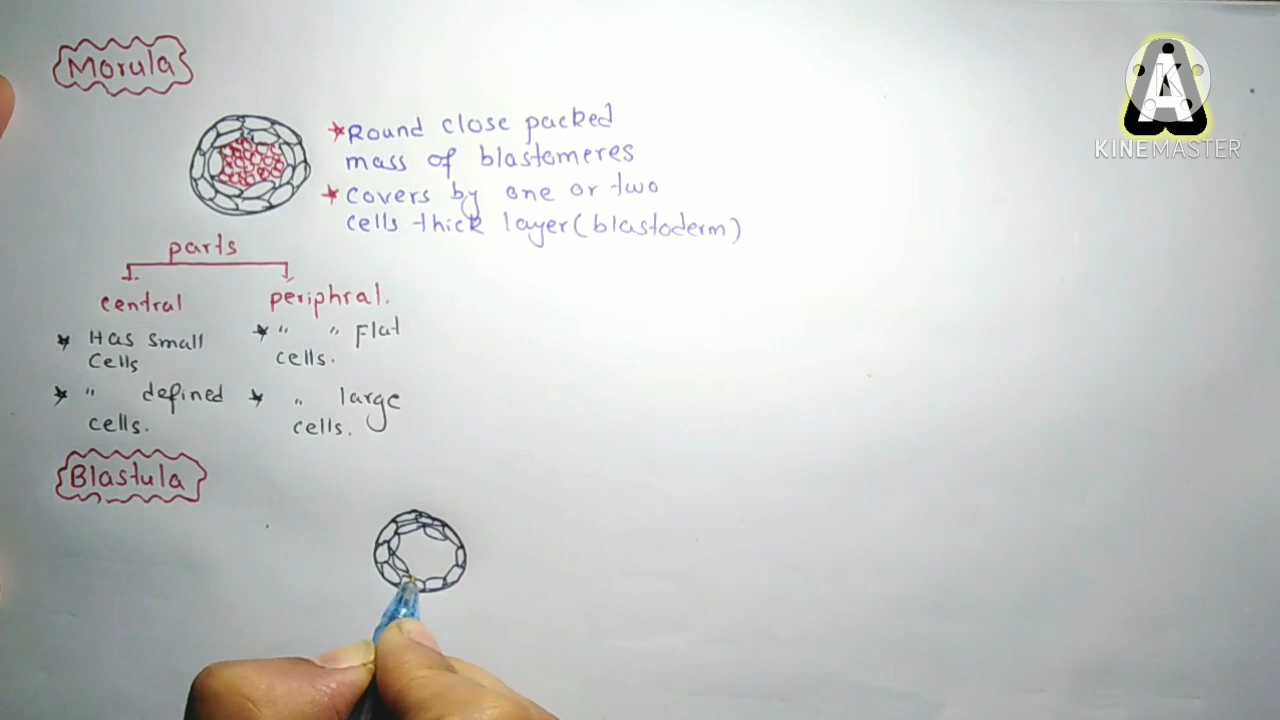 Morula
★Round close packed
mass of blastomeres
★Covers by one or two
cells thick layer(blastoderm)
parts
central
periphral.
★ Has small
Cells
★ " defined
cells.
★ " " Flat
cells.
★ " large
cells.
Blastula
A
K
KINEMASTER